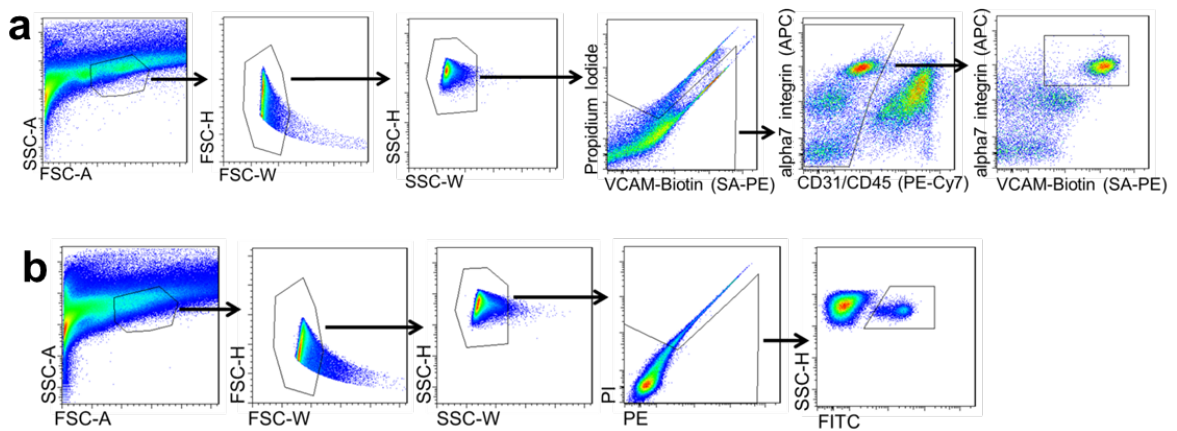 a
SSC-A
FSC-A
FSC-H
FSC-W
SSC-H
SSC-W
Propidium Iodide
VCAM-Biotin (SA-PE)
alpha7 integrin (APC)
CD31/CD45 (PE-Cy7)
alpha7 integrin (APC)
VCAM-Biotin (SA-PE)
b
SSC-A
FSC-A
FSC-H
FSC-W
SSC-H
SSC-W
PI
PE
SSC-H
FITC